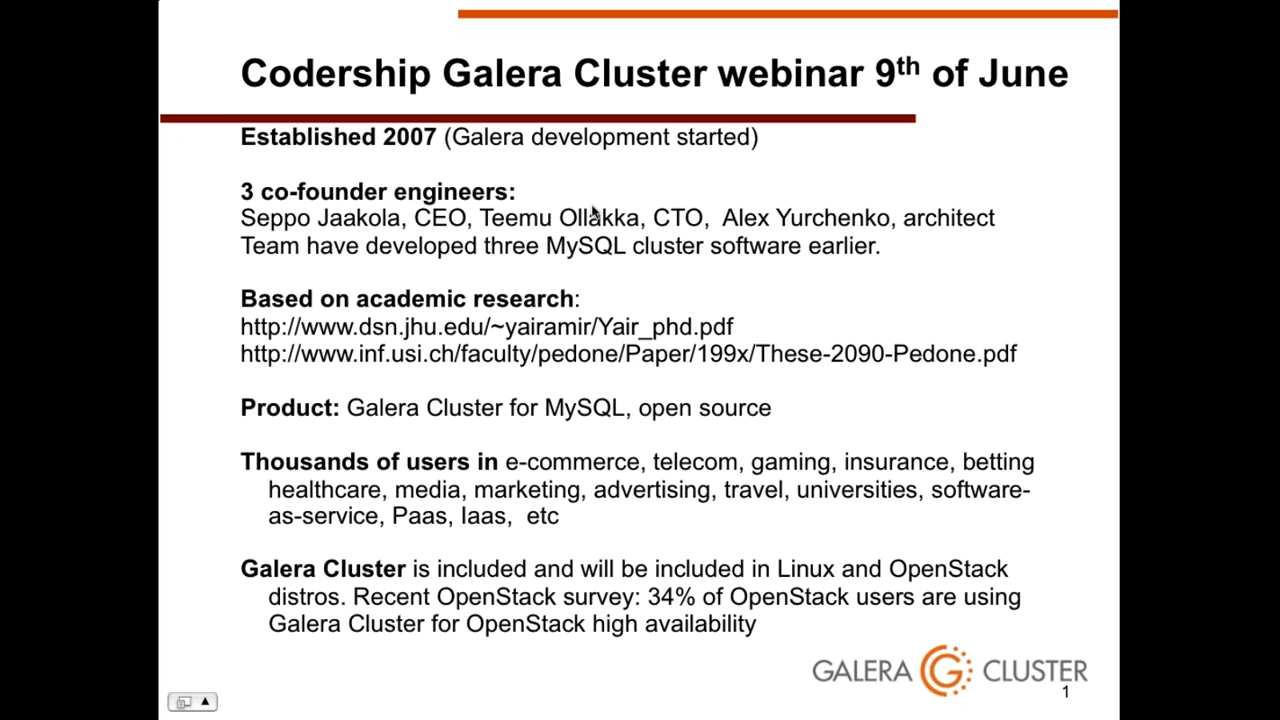 Codership Galera Cluster webinar 9th of June
Established 2007 (Galera development started)
3 co-founder engineers:
Seppo Jaakola, CEO, Teemu Ollakka, CTO,  Alex Yurchenko, architect
Team have developed three MySQL cluster software earlier.
Based on academic research:
http://www.dsn.jhu.edu/~yairamir/Yair_phd.pdf
http://www.inf.usi.ch/faculty/pedone/Paper/199x/These-2090-Pedone.pdf
Product: Galera Cluster for MySQL, open source
Thousands of users in e-commerce, telecom, gaming, insurance, betting
healthcare, media, marketing, advertising, travel, universities, software-
as-service, Paas, Iaas,  etc
Galera Cluster is included and will be included in Linux and OpenStack
distros. Recent OpenStack survey: 34% of OpenStack users are using
Galera Cluster for OpenStack high availability
GALERA CLUSTER
1